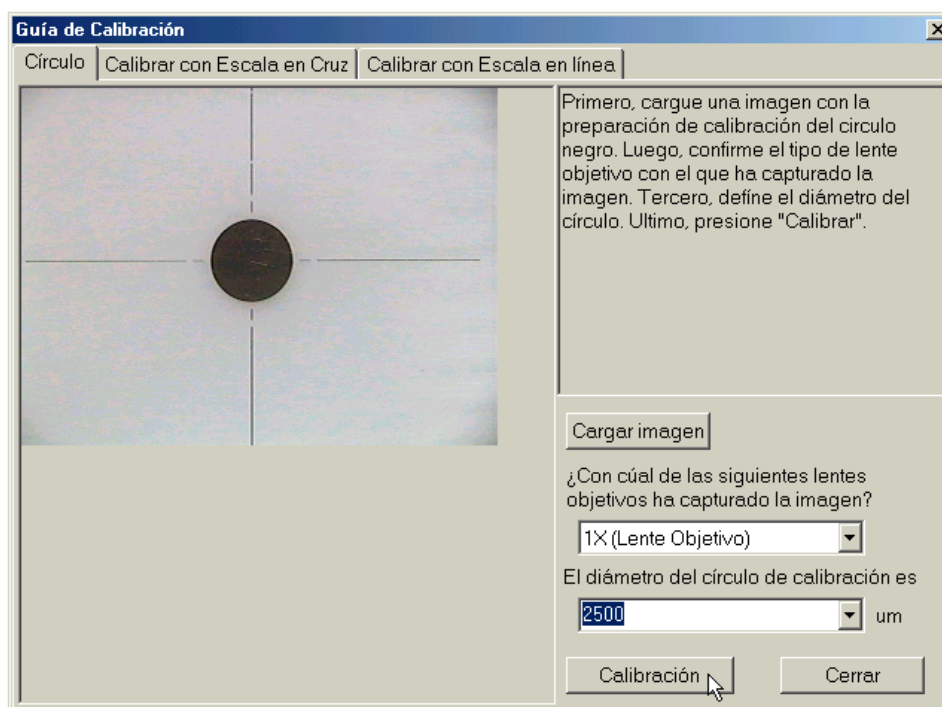 Guía de Calibración
Círculo
Calibrar con Escala en Cruz
Calibrar con Escala en línea
Primero, cargue una imagen con la
preparación de calibración del circulo
negro. Luego, confirme el tipo de lente
objetivo con el que ha capturado la
imagen. Tercero, defíne el diámetro del
círculo. Ultimo, presione "Calibrar".
Cargar imagen
¿Con cúal de las siguientes lentes
objetivos ha capturado la imagen?
1X (Lente Objetivo)
El diámetro del círculo de calibración es
2500 um
Calibración
Cerrar